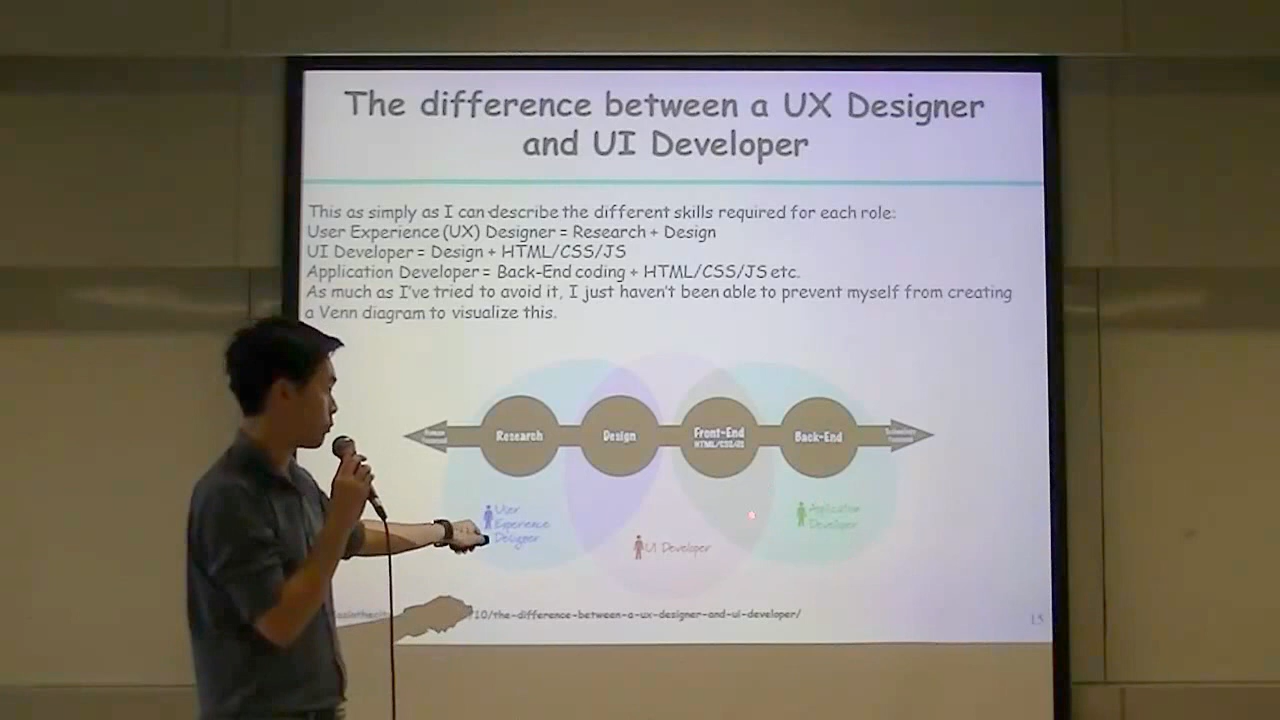 The difference between a UX Designer
and UI Developer
This as simply as I can describe the different skills required for each role:
User Experience (UX) Designer = Research + Design
UI Developer = Design + HTML/CSS/JS
Application Developer = Back-End coding + HTML/CSS/JS etc.
As much as I've tried to avoid it, I just haven't been able to prevent myself from creating
a Venn diagram to visualize this.
Research
Design
Front-End
HTML/CSS/JS
Back-End
User
Experience
Designer
UI Developer
Application
Developer
10/the-difference-between-a-ux-designer-and-ui-developer/
15